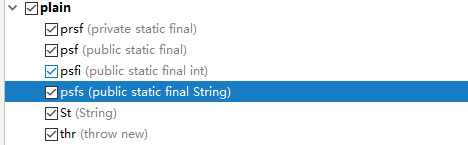 plain
prsf (private static final)
psf (public static final)
psfi (public static final int)
psfs (public static final String)
St (String)
thr (throw new)